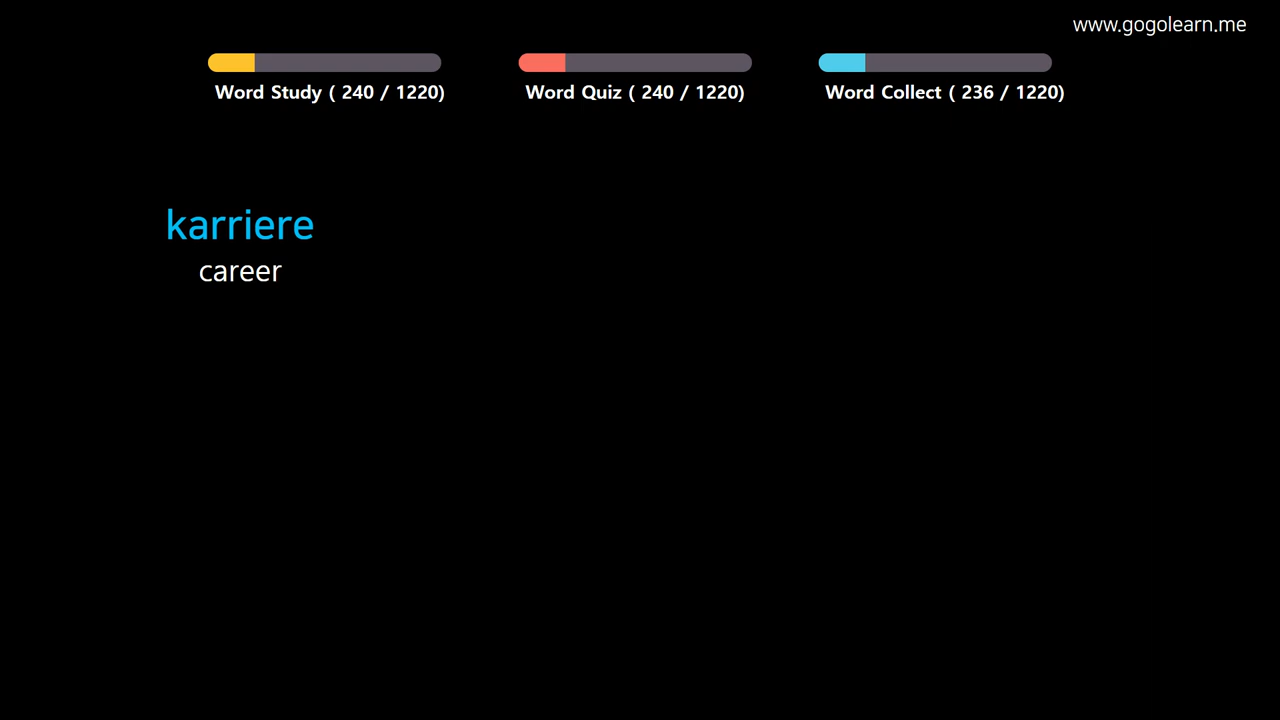 www.gogolearn.me
Word Study ( 240 / 1220)
Word Quiz ( 240 / 1220)
Word Collect ( 236 / 1220)
karriere
career